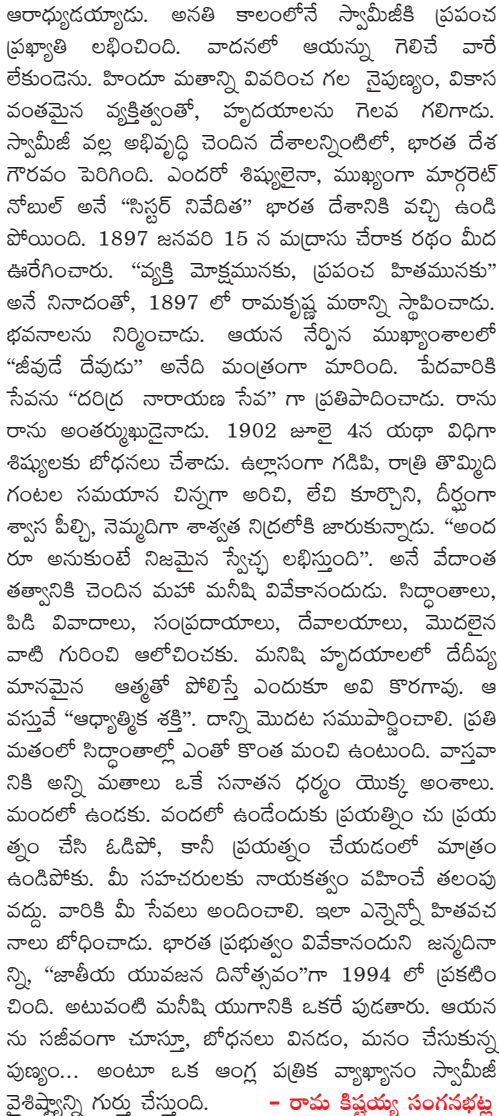 ఆరాధ్యుడయ్యాడు. అనతి కాలంలోనే స్వామీజీకి ప్రపంచ
ప్రఖ్యాతి లభించింది. వాదనలో ఆయన్ను గెలిచే వారే
లేకుండెను. హిందూ మతాన్ని వివరించ గల నైపుణ్యం, వికాస
వంతమైన వ్యక్తిత్వంతో, హృదయాలను గెలవ గలిగాడు.
స్వామీజీ వల్ల అభివృద్ధి చెందిన దేశాలన్నింటిలో, భారత దేశ
గౌరవం పెరిగింది. ఎందరో శిష్యులైనా, ముఖ్యంగా మార్గరెట్
నోబుల్ అనే “సిస్టర్ నివేదిత” భారత దేశానికి వచ్చి ఉండి
పోయింది. 1897 జనవరి 15 న మద్రాసు చేరాక రథం మీద
ఊరేగించారు. “వ్యక్తి మోక్షమునకు, ప్రపంచ హితమునకు”
అనే నినాదంతో, 1897 లో రామకృష్ణ మఠాన్ని స్థాపించాడు.
భవనాలను నిర్మించాడు. ఆయన నేర్పిన ముఖ్యాంశాలలో
“జీవుడే దేవుడు” అనేది మంత్రంగా మారింది. పేదవారికి
సేవను “దరిద్ర నారాయణ సేవ” గా ప్రతిపాదించాడు. రాను
రాను అంతర్ముఖుడైనాడు. 1902 జూలై 4న యథా విధిగా
శిష్యులకు బోధనలు చేశాడు. ఉల్లాసంగా గడిపి, రాత్రి తొమ్మిది
గంటల సమయాన చిన్నగా అరిచి, లేచి కూర్చొని, దీర్ఘంగా
శ్వాస పీల్చి, నెమ్మదిగా శాశ్వత నిద్రలోకి జారుకున్నాడు. “అంద
రూ అనుకుంటే నిజమైన స్వేచ్ఛ లభిస్తుంది”. అనే వేదాంత
తత్వానికి చెందిన మహా మనీషి వివేకానందుడు. సిద్ధాంతాలు,
పిడి వివాదాలు, సంప్రదాయాలు, దేవాలయాలు, మొదలైన
వాటి గురించి ఆలోచించకు. మనిషి హృదయాలలో దేదీప్య
మానమైన ఆత్మతో పోలిస్తే ఎందుకూ అవి కొరగావు. ఆ
వస్తువే “ఆధ్యాత్మిక శక్తి”. దాన్ని మొదట సముపార్జించాలి. ప్రతి
మతంలో సిద్ధాంతాల్లో ఎంతో కొంత మంచి ఉంటుంది. వాస్తవా
నికి అన్ని మతాలు ఒకే సనాతన ధర్మం యొక్క అంశాలు.
మందలో ఉండకు. వందలో ఉండేందుకు ప్రయత్నిం చు ప్రయ
త్నం చేసి ఓడిపో, కానీ ప్రయత్నం చేయడంలో మాత్రం
ఉండిపోకు. మీ సహచరులకు నాయకత్వం వహించే తలంపు
వద్దు. వారికి మీ సేవలు అందించాలి. ఇలా ఎన్నెన్నో హితవచ
నాలు బోధించాడు. భారత ప్రభుత్వం వివేకానందుని జన్మదినా
న్ని, “జాతీయ యువజన దినోత్సవం”గా 1994 లో ప్రకటిం
చింది. అటువంటి మనీషి యుగానికి ఒకరే పుడతారు. ఆయన
ను సజీవంగా చూస్తూ, బోధనలు వినడం, మనం చేసుకున్న
పుణ్యం... అంటూ ఒక ఆంగ్ల పత్రిక వ్యాఖ్యానం స్వామీజీ
వైశిష్ట్యాన్ని గుర్తు చేస్తుంది. – రామ కిష్టయ్య సంగనభట్ల